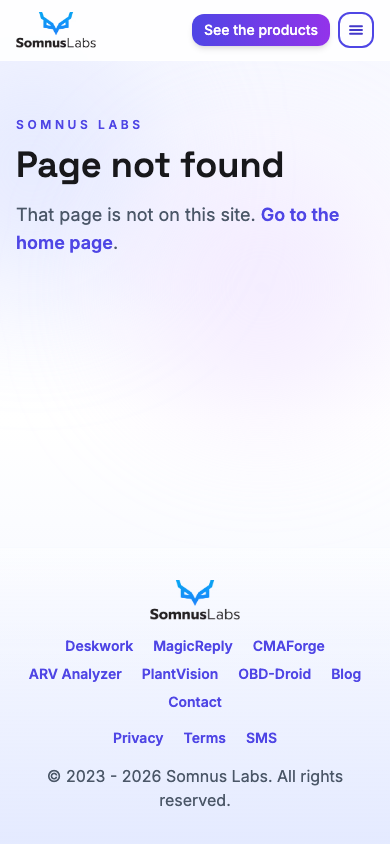 SomnusLabs
See the products
SOMNUS LABS
Page not found
That page is not on this site. Go to the
home page.
SomnusLabs
Deskwork MagicReply CMAForge
ARV Analyzer PlantVision OBD-Droid Blog
Contact
Privacy Terms SMS
© 2023 - 2026 Somnus Labs. All rights
reserved.